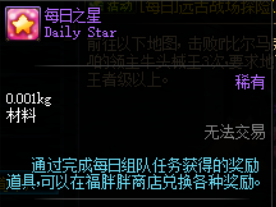 每日之星
Daily Star
稀有
0.001kg
材料
无法交易
通过完成每日组队任务获得的奖励
道具,可以在福胖胖商店兑换各种奖励。